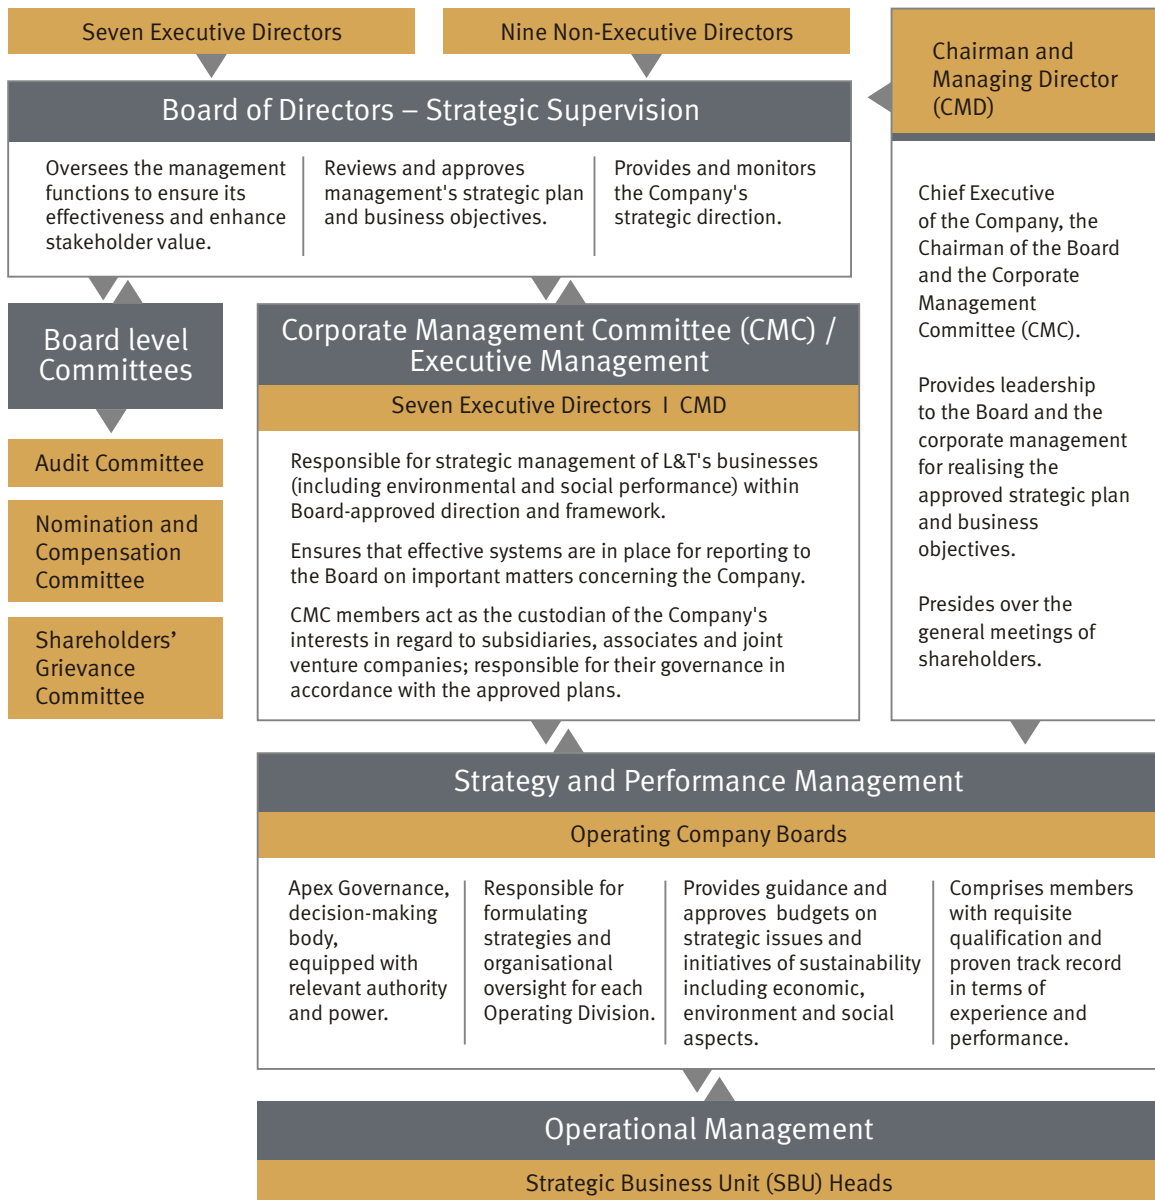 Seven Executive Directors
Nine Non-Executive Directors
Board of Directors – Strategic Supervision
Oversees the management
functions to ensure its
effectiveness and enhance
stakeholder value.
Reviews and approves
management's strategic plan
and business objectives.
Provides and monitors
the Company's
strategic direction.
Chairman and
Managing Director
(CMD)
Chief Executive
of the Company, the
Chairman of the Board
and the Corporate
Management
Committee (CMC).
Provides leadership
to the Board and the
corporate management
for realising the
approved strategic plan
and business
objectives.
Presides over the
general meetings of
shareholders.
Board level
Committees
Audit Committee
Nomination and
Compensation
Committee
Shareholders’
Grievance
Committee
Corporate Management Committee (CMC) /
Executive Management
Seven Executive Directors I CMD
Responsible for strategic management of L&T's businesses
(including environmental and social performance) within
Board-approved direction and framework.
Ensures that effective systems are in place for reporting to
the Board on important matters concerning the Company.
CMC members act as the custodian of the Company's
interests in regard to subsidiaries, associates and joint
venture companies; responsible for their governance in
accordance with the approved plans.
Strategy and Performance Management
Operating Company Boards
Apex Governance,
decision-making
body,
equipped with
relevant authority
and power.
Responsible for
formulating
strategies and
organisational
oversight for each
Operating Division.
Provides guidance and
approves budgets on
strategic issues and
initiatives of sustainability
including economic,
environment and social
aspects.
Comprises members
with requisite
qualification and
proven track record
in terms of
experience and
performance.
Operational Management
Strategic Business Unit (SBU) Heads